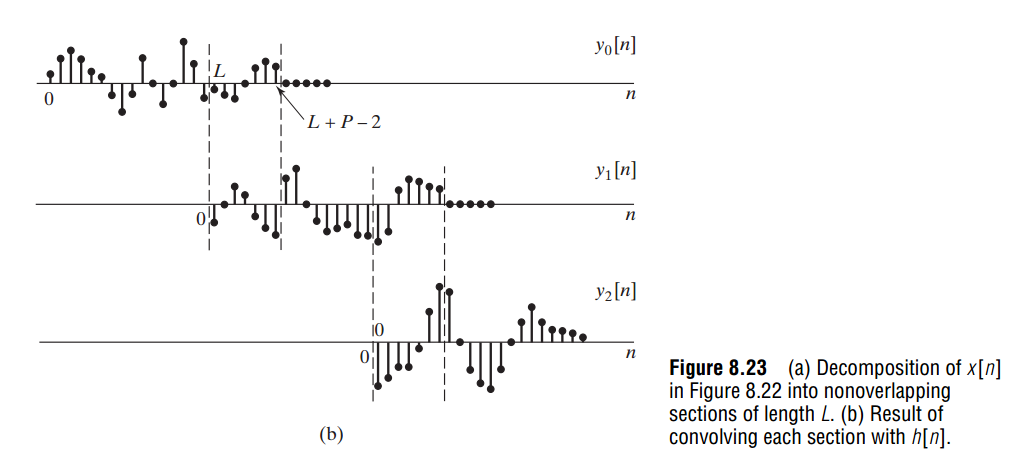 y₀[n]
L
0
n
L + P – 2
y₁[n]
0
n
y₂[n]
0
0
n
(b)
Figure 8.23 (a) Decomposition of x[n]
in Figure 8.22 into nonoverlapping
sections of length L. (b) Result of
convolving each section with h[n].